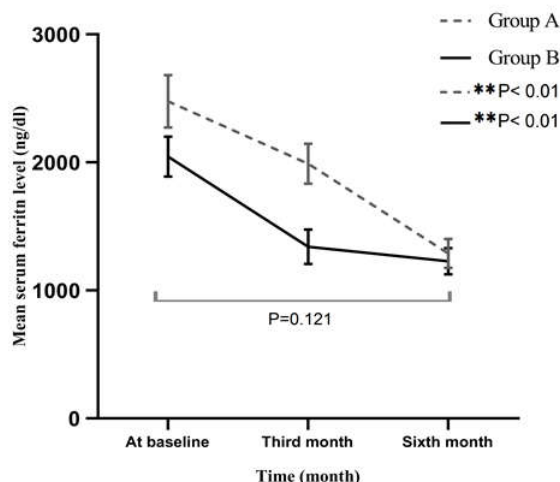 Group A
Group B
**P< 0.01
**P< 0.01
Mean serum ferritn level (ng/dl)
3000
2000
1000
0
P=0.121
At baseline Third month Sixth month
Time (month)